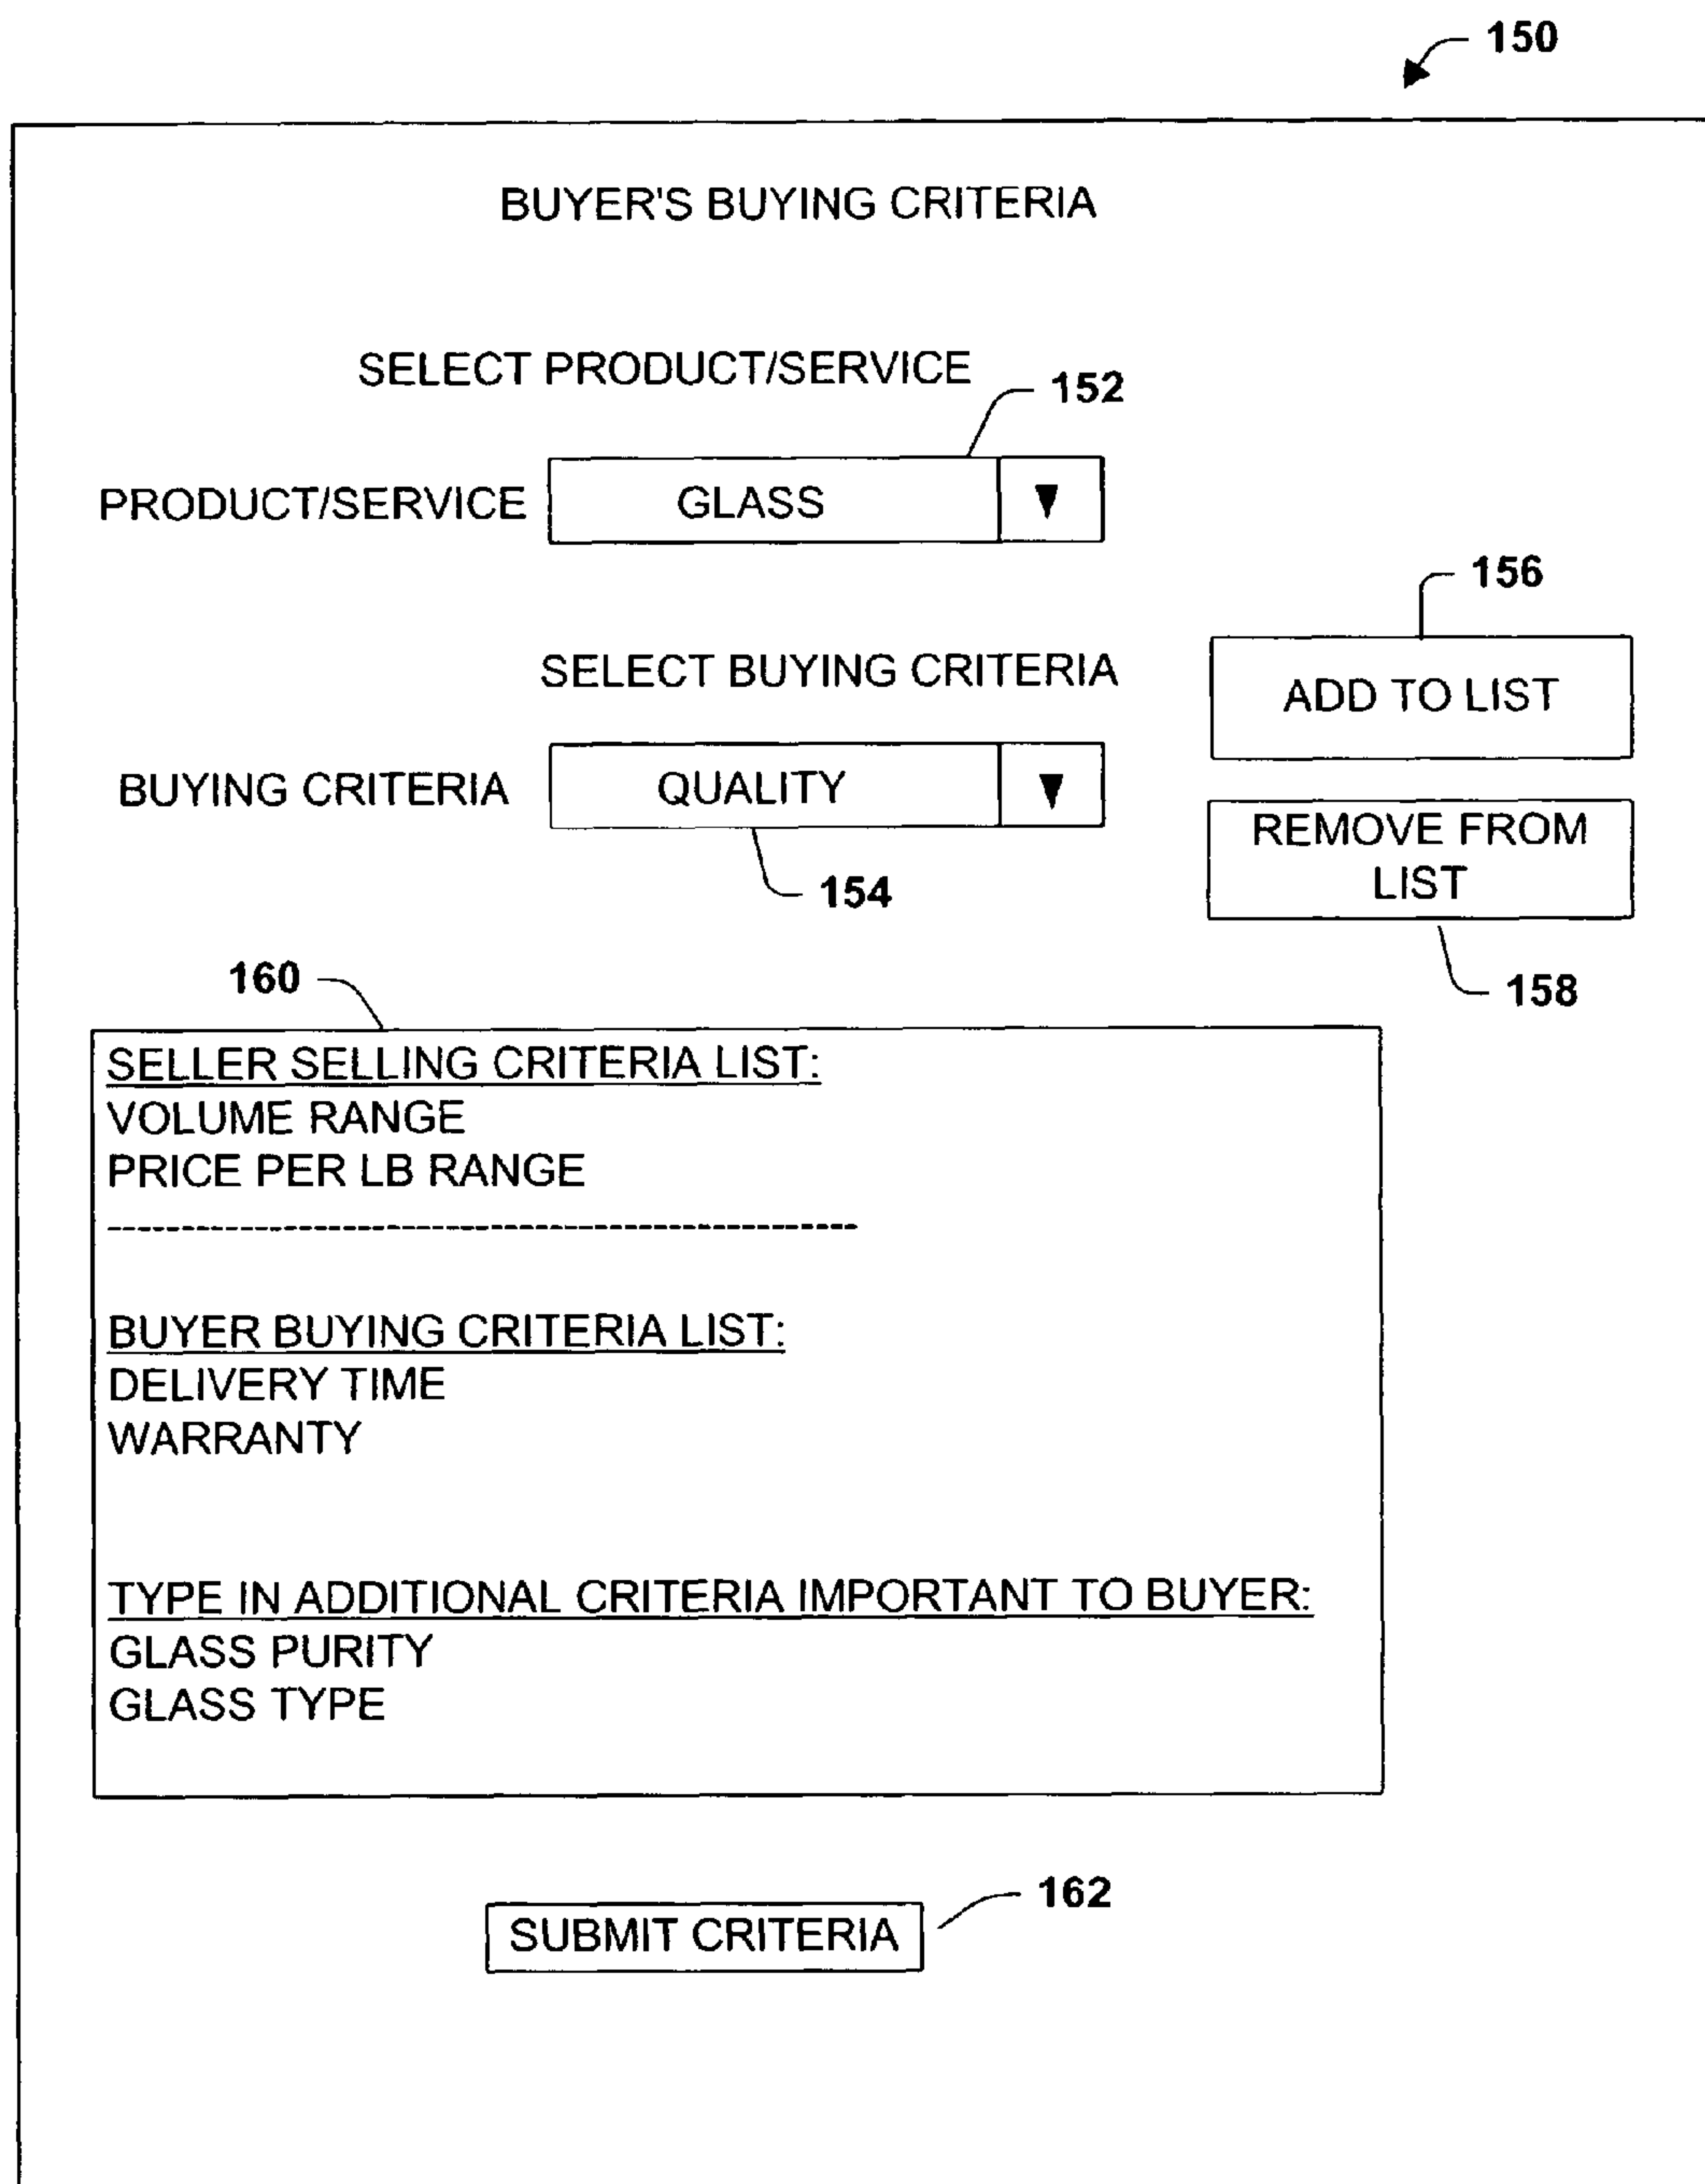 150
BUYER'S BUYING CRITERIA
SELECT PRODUCT/SERVICE
152
PRODUCT/SERVICE GLASS
156
SELECT BUYING CRITERIA
ADD TO LIST
BUYING CRITERIA QUALITY
REMOVE FROM
LIST
154
160
158
SELLER SELLING CRITERIA LIST:
VOLUME RANGE
PRICE PER LB RANGE
BUYER BUYING CRITERIA LIST:
DELIVERY TIME
WARRANTY
TYPE IN ADDITIONAL CRITERIA IMPORTANT TO BUYER:
GLASS PURITY
GLASS TYPE
162
SUBMIT CRITERIA